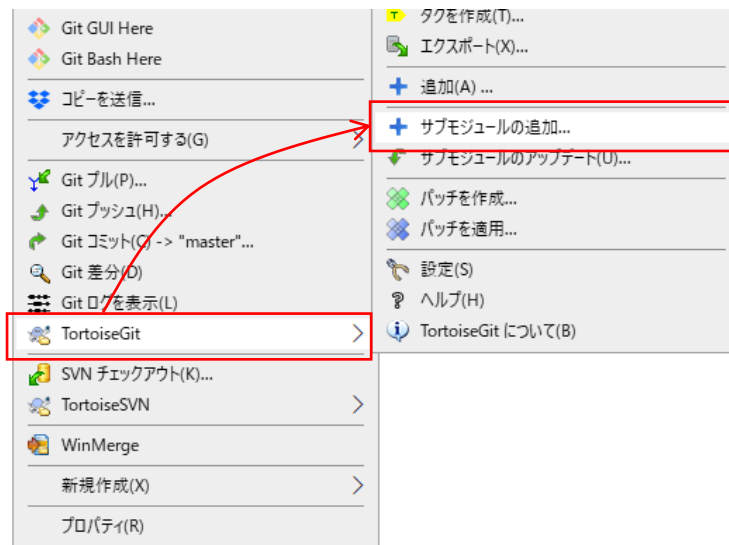 Git GUI Here
Git Bash Here
コピーを送信...
アクセスを許可する(G)
Git プル(P)...
Git プッシュ(H)...
Git コミット(C) -> "master"...
Git 差分(D)
Git ログを表示(L)
TortoiseGit
SVN チェックアウト(K)...
TortoiseSVN
WinMerge
新規作成(X)
プロパティ(R)
タグを作成(T)...
エクスポート(X)...
追加(A) ...
サブモジュールの追加...
サブモジュールのアップデート(U)...
パッチを作成...
パッチを適用...
設定(S)
ヘルプ(H)
TortoiseGit について(B)